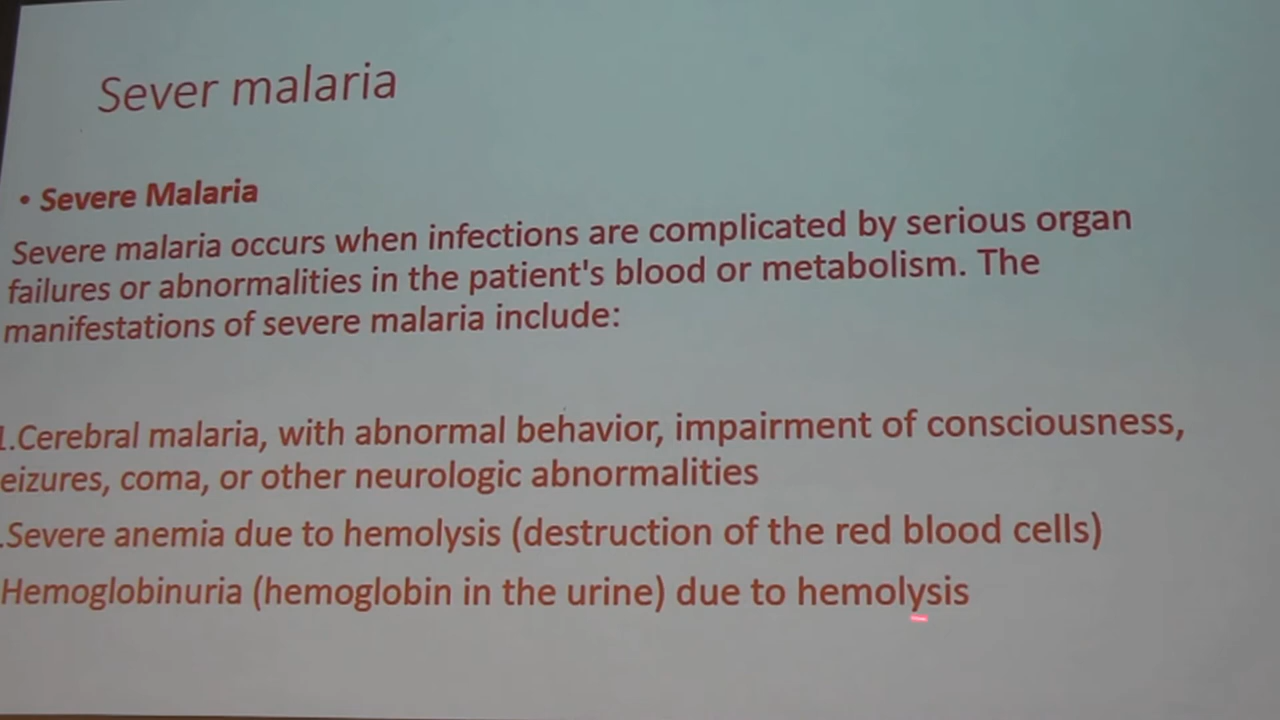 Sever malaria
• Severe Malaria
Severe malaria occurs when infections are complicated by serious organ
failures or abnormalities in the patient's blood or metabolism. The
manifestations of severe malaria include:
1.Cerebral malaria, with abnormal behavior, impairment of consciousness,
eizures, coma, or other neurologic abnormalities
.Severe anemia due to hemolysis (destruction of the red blood cells)
Hemoglobinuria (hemoglobin in the urine) due to hemolysis